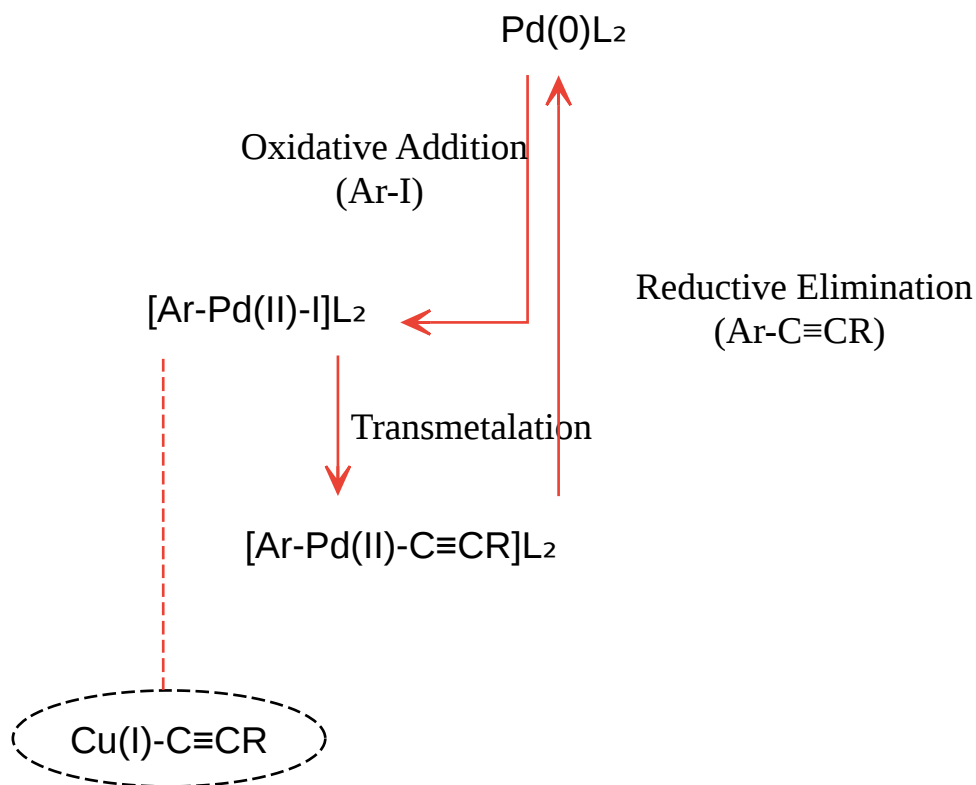 Pd(0)L₂
Oxidative Addition
(Ar-I)
[Ar-Pd(II)-I]L₂
Reductive Elimination
(Ar-C≡CR)
Transmetalation
[Ar-Pd(II)-C≡CR]L₂
Cu(I)-C≡CR